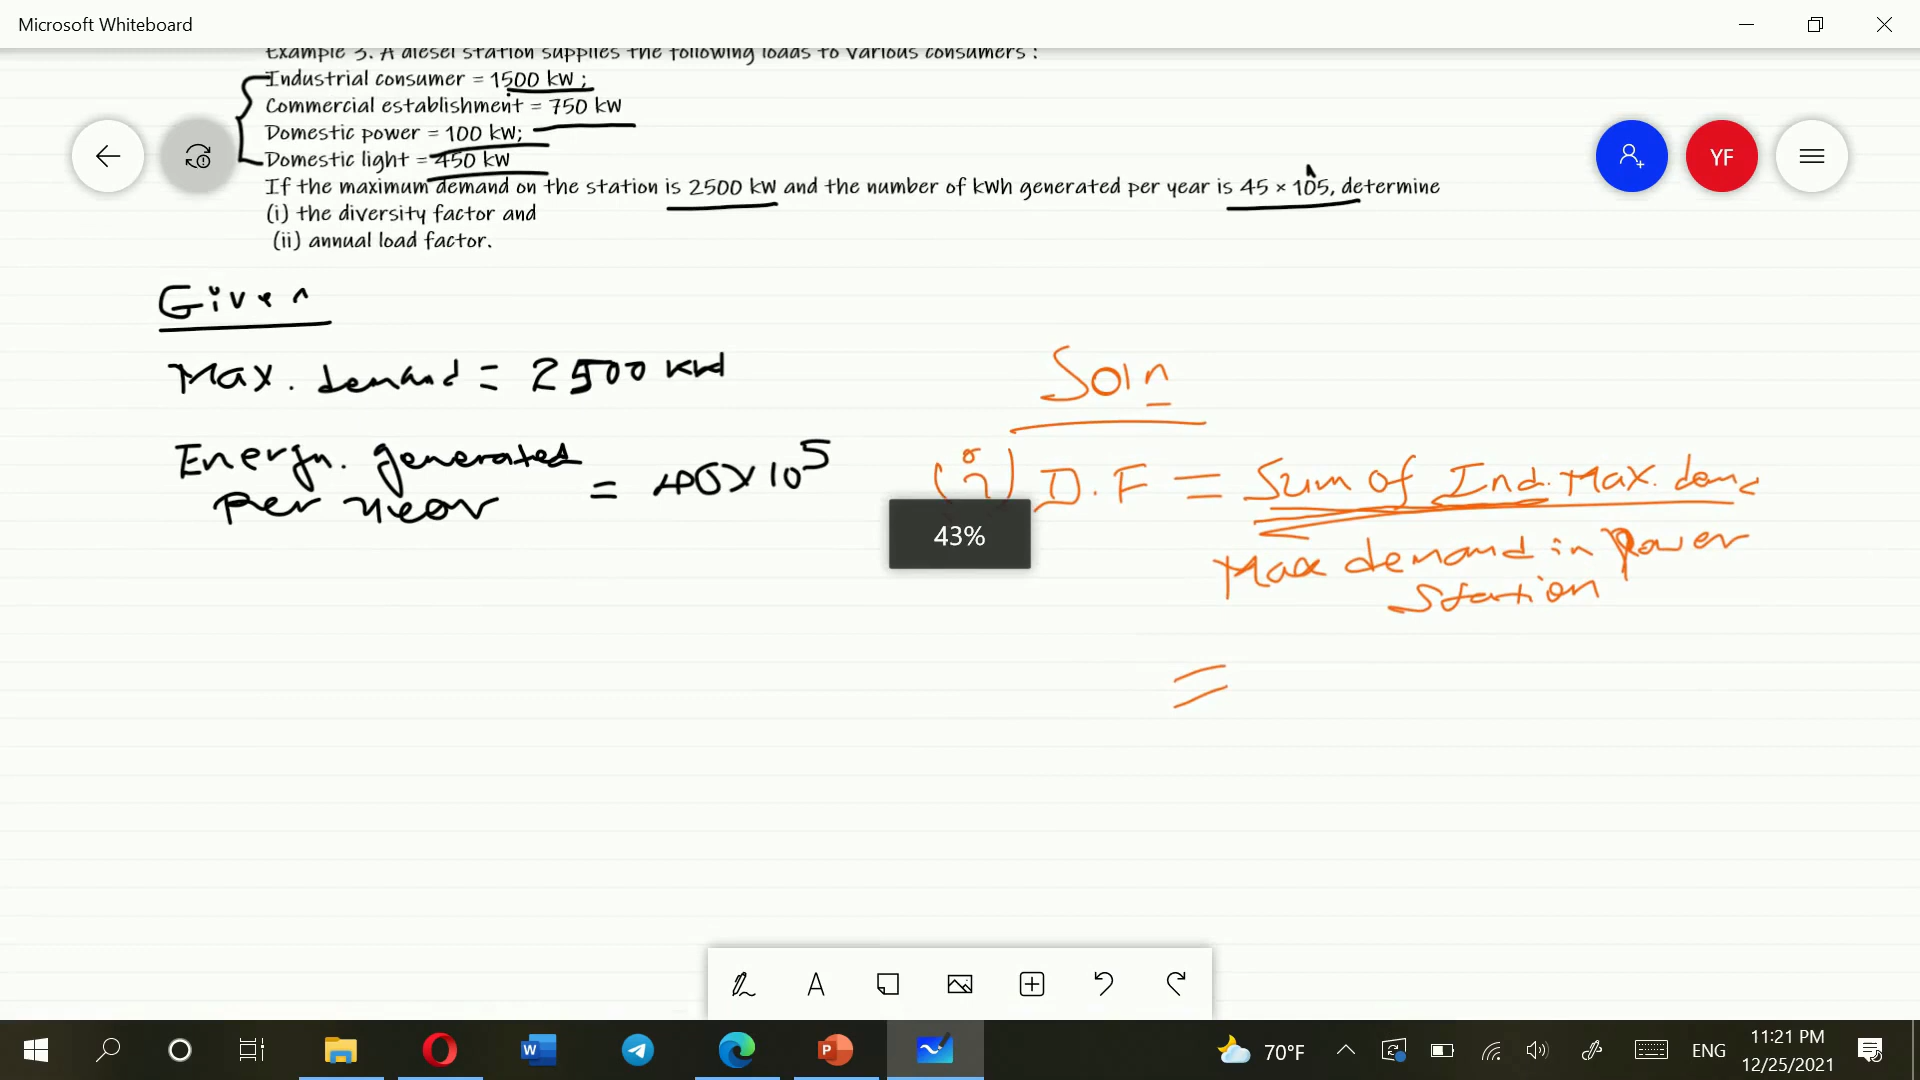 Microsoft Whiteboard
Example 3. A diesel station supplies the following loads to various consumers :
Industrial consumer = 1500 kW ;
Commercial establishment = 750 kW
Domestic power = 100 kW;
Domestic light = 450 kW
If the maximum demand on the station is 2500 kW and the number of kWh generated per year is 45 × 105, determine
(i) the diversity factor and
(ii) annual load factor.
YF
Given
Max. demand = 2500 kW
Energy generated per year = 45 × 10^5
Soln
(i) D.F = Sum of Ind. Max. dem
Max demand in Power
Station
=
43%
70°F
ENG
11:21 PM
12/25/2021